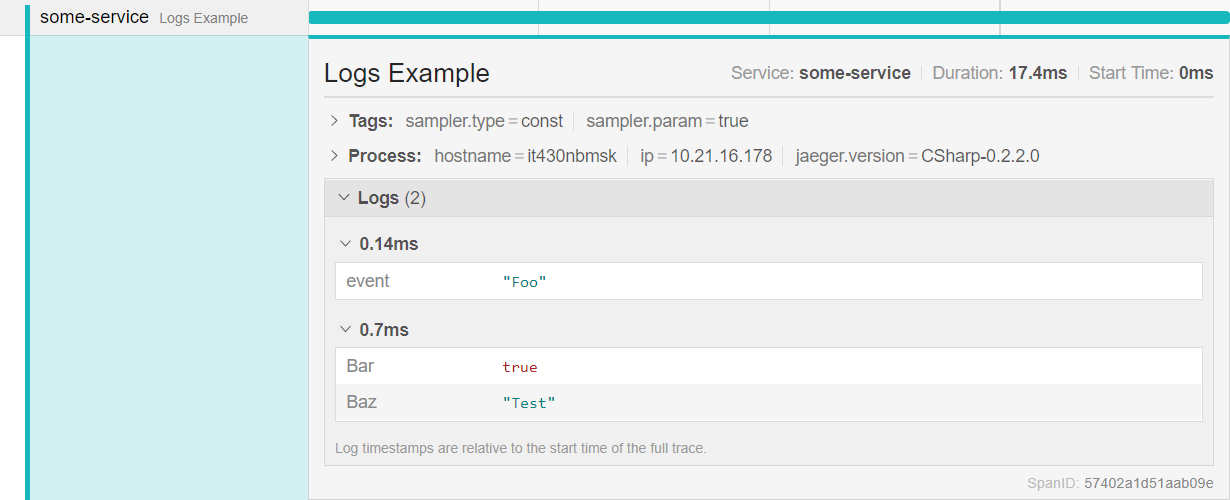 some-service Logs Example
Logs Example Service: some-service Duration: 17.4ms Start Time: 0ms
Tags: sampler.type = const sampler.param = true
Process: hostname = it430nbmsk ip = 10.21.16.178 jaeger.version = CSharp-0.2.2.0
Logs (2)
0.14ms
event "Foo"
0.7ms
Bar true
Baz "Test"
Log timestamps are relative to the start time of the full trace.
SpanID: 57402a1d51aab09e